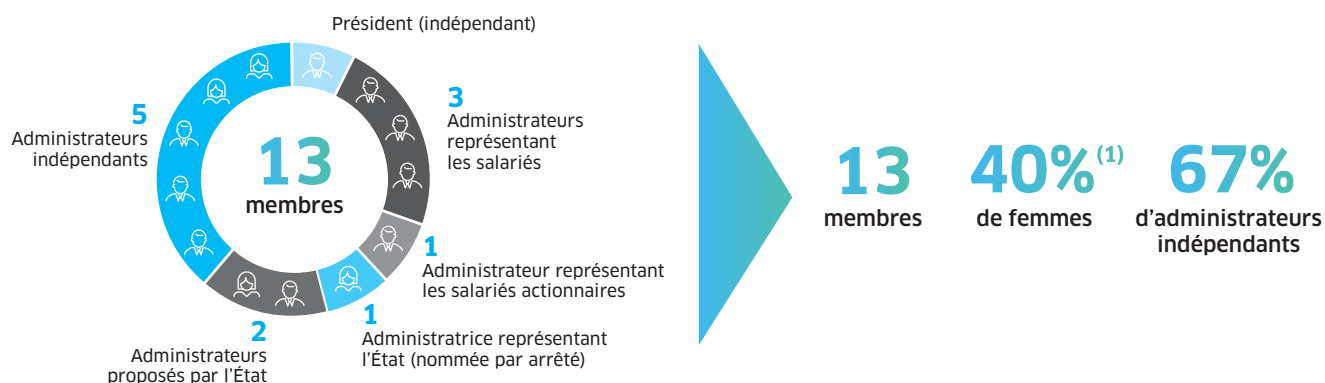 Président (indépendant)
5
Administrateurs
indépendants
3
Administrateurs
représentant
les salariés
13
membres
1
Administrateur représentant
les salariés actionnaires
1
Administratrice représentant
l'État (nommée par arrêté)
2
Administrateurs
proposés par l'État
13
membres
40% (1)
de femmes
67%
d'administrateurs
indépendants